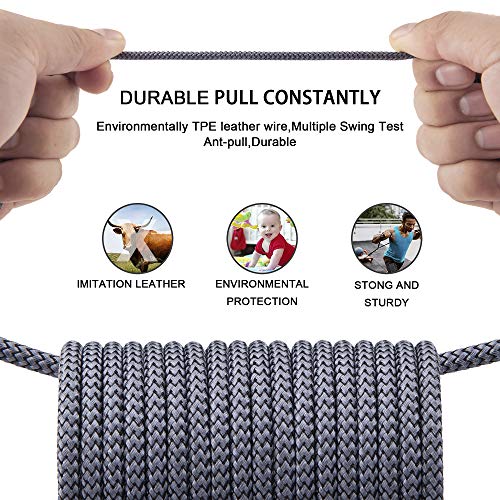 DURABLE PULL CONSTANTLY
Environmentally TPE leather wire,Multiple Swing Test
Ant-pull,Durable
IMITATION LEATHER
ENVIRONMENTAL
PROTECTION
STONG AND
STURDY